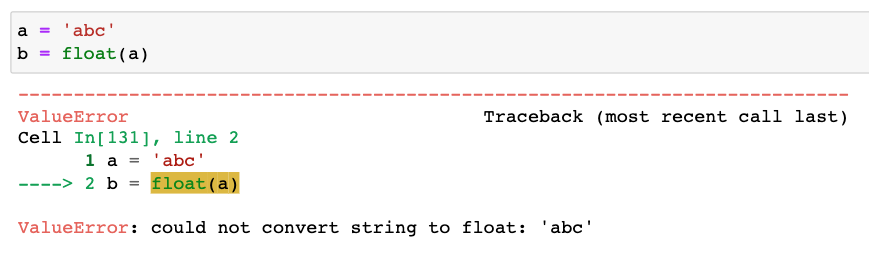 a = 'abc'
b = float(a)
---------------------------------------------------------------------------
ValueError                                Traceback (most recent call last)
Cell In[131], line 2
      1 a = 'abc'
----> 2 b = float(a)
ValueError: could not convert string to float: 'abc'